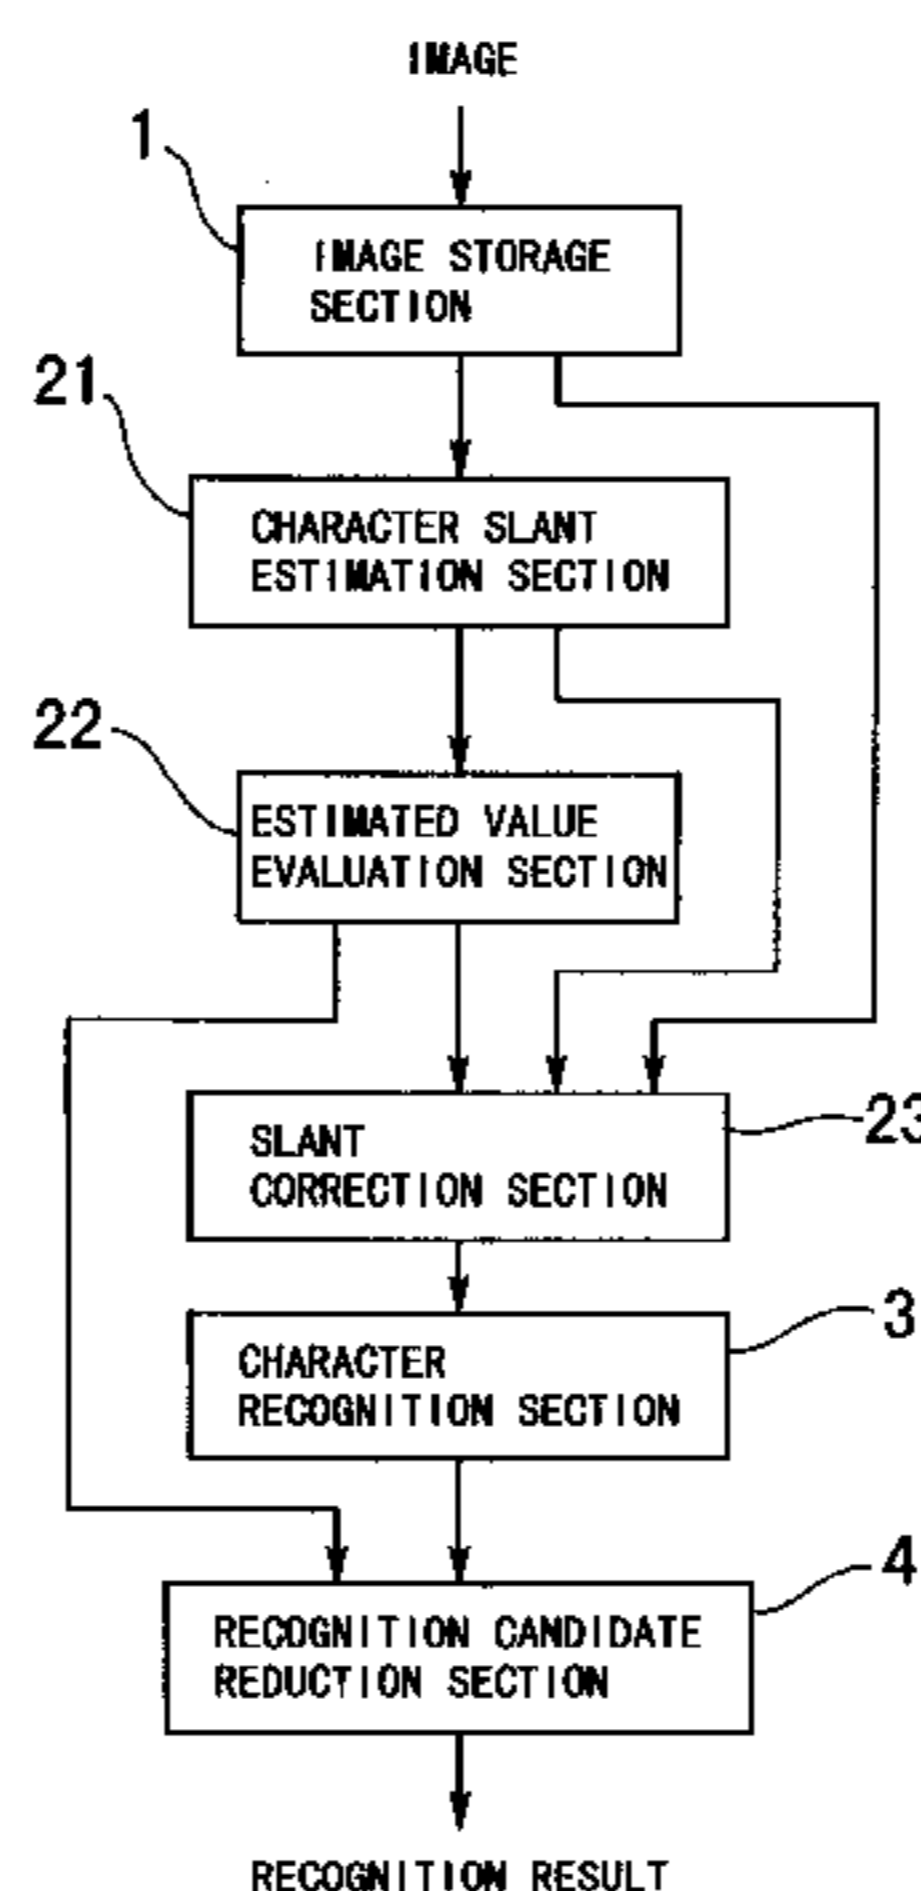 IMAGE
1
IMAGE STORAGE
SECTION
21
CHARACTER SLANT
ESTIMATION SECTION
22
ESTIMATED VALUE
EVALUATION SECTION
SLANT
CORRECTION SECTION
23
CHARACTER
RECOGNITION SECTION
3
RECOGNITION CANDIDATE
REDUCTION SECTION
4
RECOGNITION RESULT